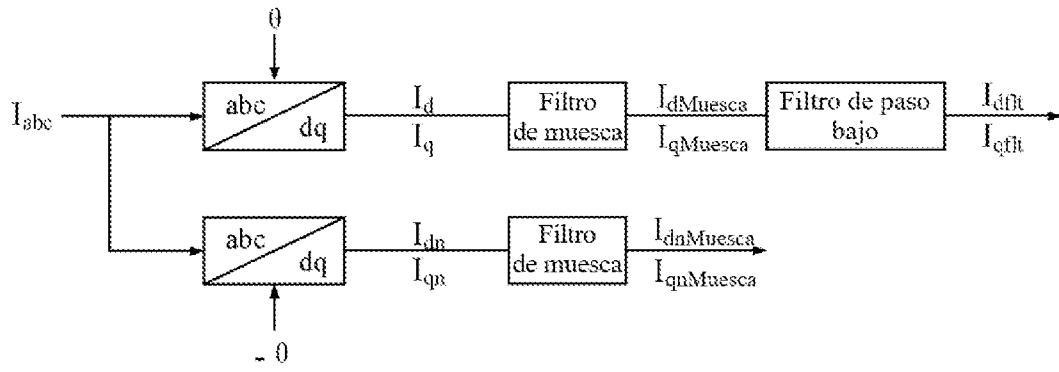 θ
I_abc
abc
dq
I_d
I_q
Filtro
de muesca
I_dMuesca
I_qMuesca
Filtro de paso
bajo
I_dflt
I_qflt
abc
dq
I_dn
I_qn
Filtro
de muesca
I_dnMuesca
I_qnMuesca
- θ